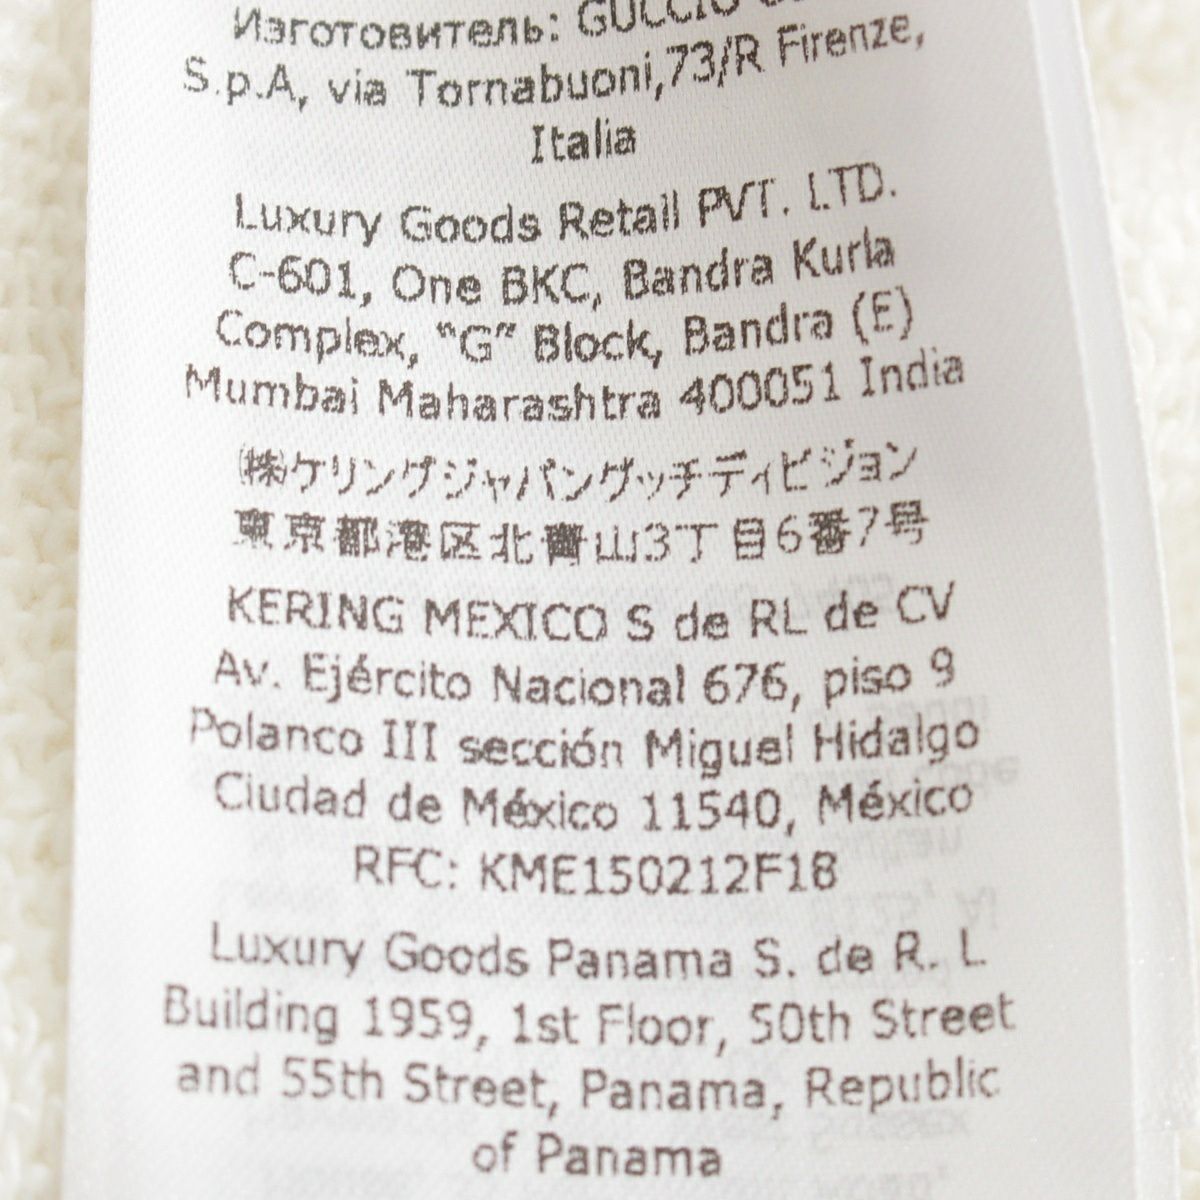 Изготовитель: GUCCIO
S.p.A, via Tornabuoni,73/R Firenze,
Italia
Luxury Goods Retail PVT. LTD.
C-601, One BKC, Bandra Kurla
Complex, “G” Block, Bandra (E)
Mumbai Maharashtra 400051 India
㈱ケリングジャパングッチディビジョン
東京都港区北青山3丁目6番7号
KERING MEXICO S de RL de CV
Av. Ejército Nacional 676, piso 9
Polanco III sección Miguel Hidalgo
Ciudad de México 11540, México
RFC: KME150212F18
Luxury Goods Panama S. de R. L
Building 1959, 1st Floor, 50th Street
and 55th Street, Panama, Republic
of Panama